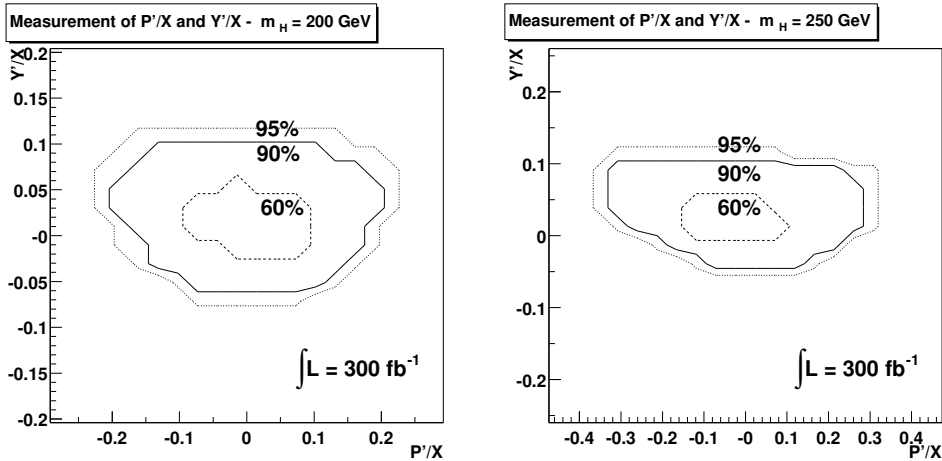 Measurement of P'/X and Y'/X - m H = 200 GeV
Y'/X
0.2
0.15
0.1
0.05
-0
-0.05
-0.1
-0.15
-0.2
95%
90%
60%
∫L = 300 fb-1
-0.2 -0.1 0 0.1 0.2
P'/X
Measurement of P'/X and Y'/X - m H = 250 GeV
Y'/X
0.2
0.1
0
-0.1
-0.2
95%
90%
60%
∫L = 300 fb-1
-0.4 -0.3 -0.2 -0.1 -0 0.1 0.2 0.3 0.4
P'/X